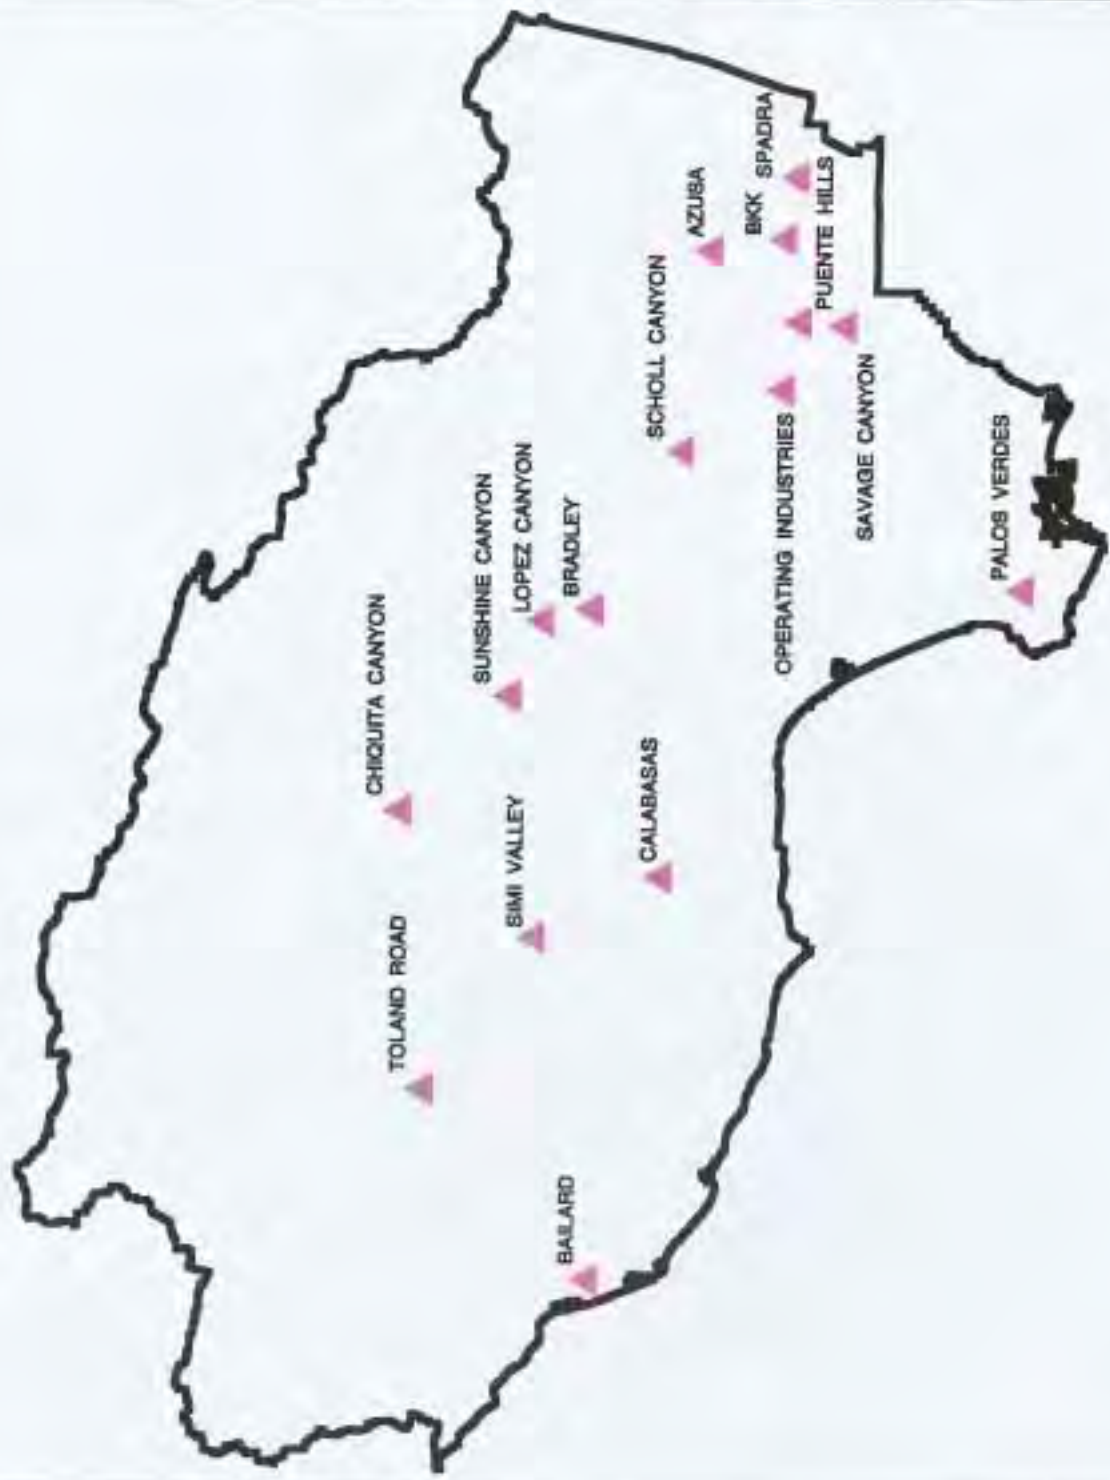 TOLAND ROAD
CHIQUITA CANYON
SUNSHINE CANYON
LOPEZ CANYON
SIMI VALLEY
BRADLEY
BAILARD
CALABASAS
SCHOLL CANYON
AZUSA
BKK
SPADRA
PUENTE HILLS
OPERATING INDUSTRIES
SAVAGE CANYON
PALOS VERDES